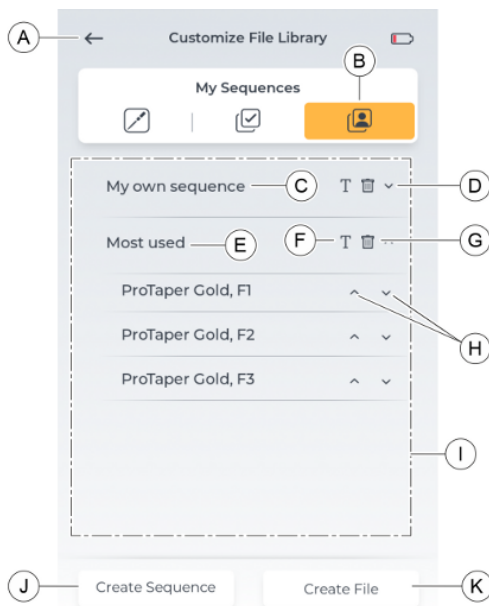 A
Customize File Library
B
My Sequences
My own sequence
C
T
D
Most used
E
F
T
G
ProTaper Gold, F1
H
ProTaper Gold, F2
ProTaper Gold, F3
I
J
Create Sequence
Create File
K